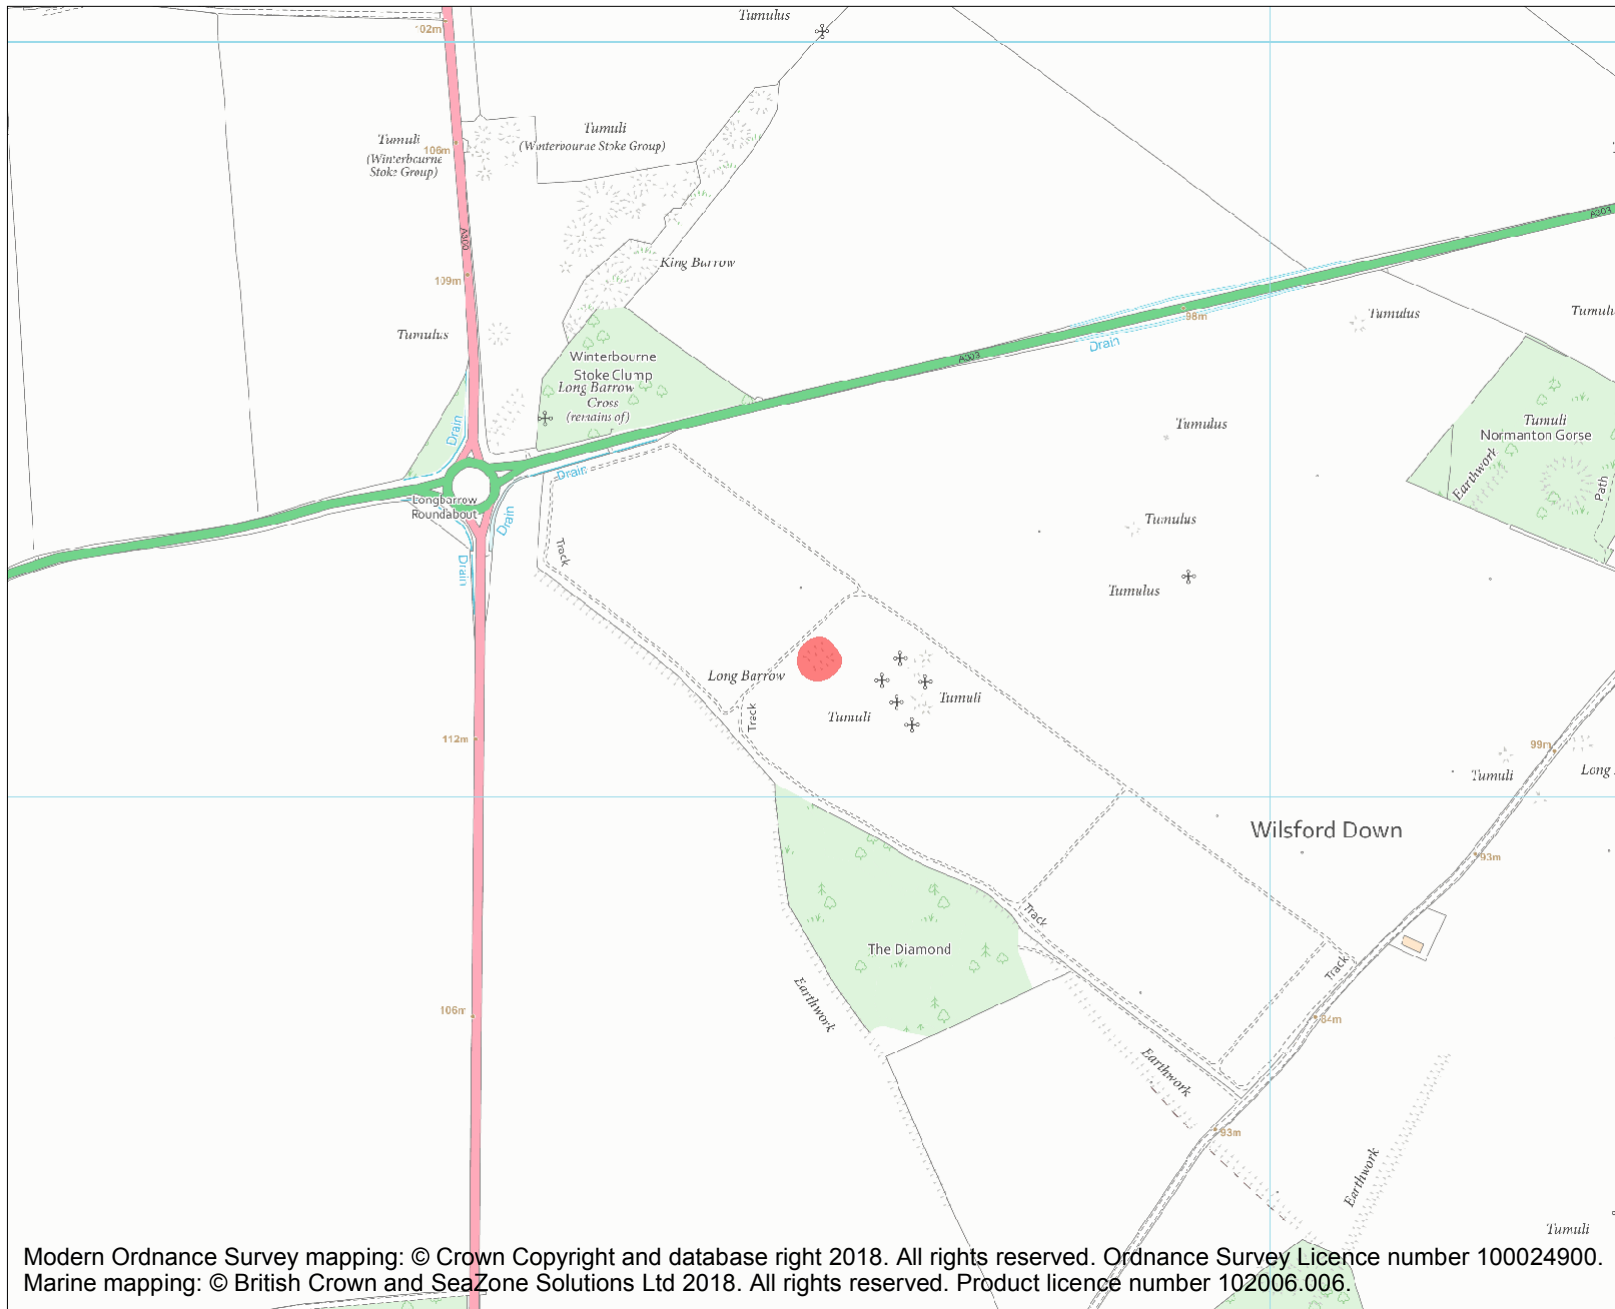 Tumulus
102m
Tumuli
(Winterbourne
Stoke Group)
106m
Tumuli
(Winterbourne Stoke Group)
A303
A360
King Barrow
109m
98m
Tumulus
Tumulus
Drain
A303
Tumulus
Winterbourne
Stoke Clump
Long Barrow
Cross
(remains of)
Tumulus
Tumuli
Normanton Gorse
Earthwork
Path
Drain
Drain
Longbarrow
Roundabout
Drain
Drain
Track
Tumulus
Tumulus
Long Barrow
Tumuli
Tumuli
Track
112m
99m
Tumuli
Long
Wilsford Down
93m
Track
The Diamond
Track
Earthwork
106m
84m
Earthwork
93m
Earthwork
Tumuli
Modern Ordnance Survey mapping: © Crown Copyright and database right 2018. All rights reserved. Ordnance Survey Licence number 100024900.
Marine mapping: © British Crown and SeaZone Solutions Ltd 2018. All rights reserved. Product licence number 102006.006.